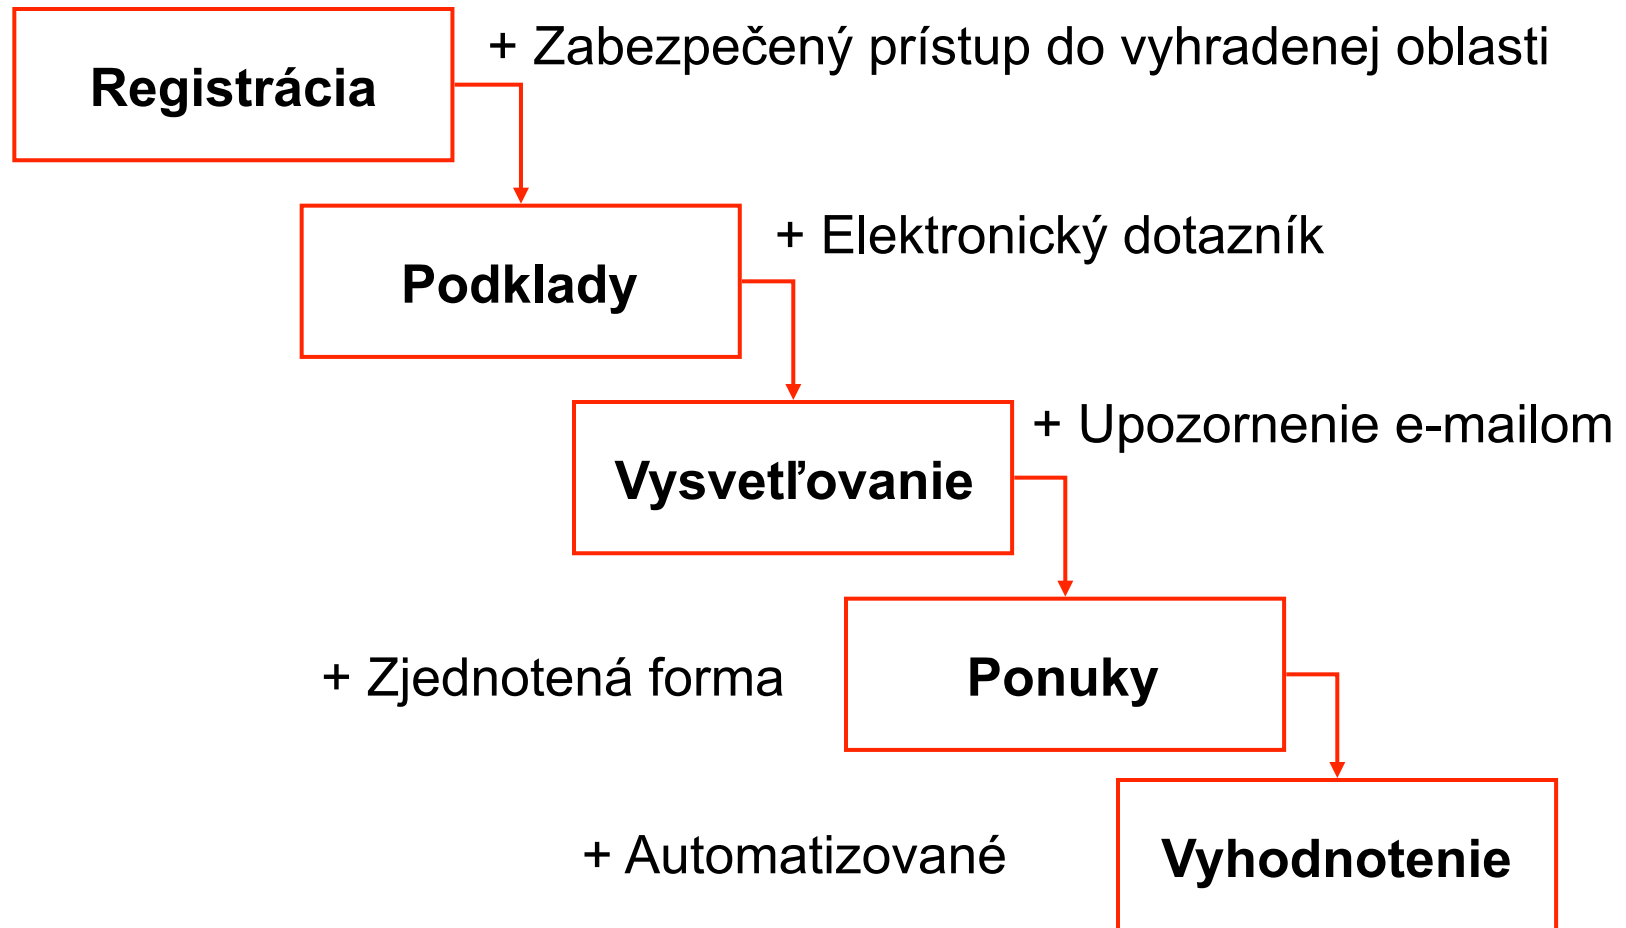 Registrácia
+ Zabezpečený prístup do vyhradenej oblasti
Podklady
+ Elektronický dotazník
Vysvetľovanie
+ Upozornenie e-mailom
+ Zjednotená forma
Ponuky
+ Automatizované
Vyhodnotenie